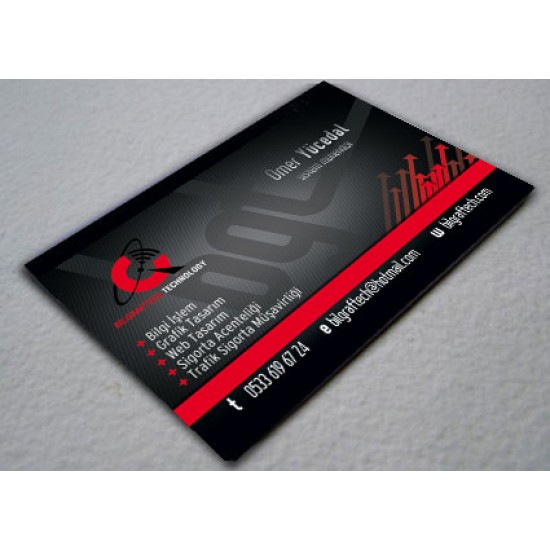 Ömer Yücedal
BİLGRAFTECH TECHNOLOGY
+ Bilgi İşlem
+ Grafik Tasarım
+ Web Tasarım
+ Sigorta Acenteliği
+ Trafik Sigorta Müşavirliği
t 0533 619 67 24
e bilgraftech@hotmail.com
w bilgraftech.com